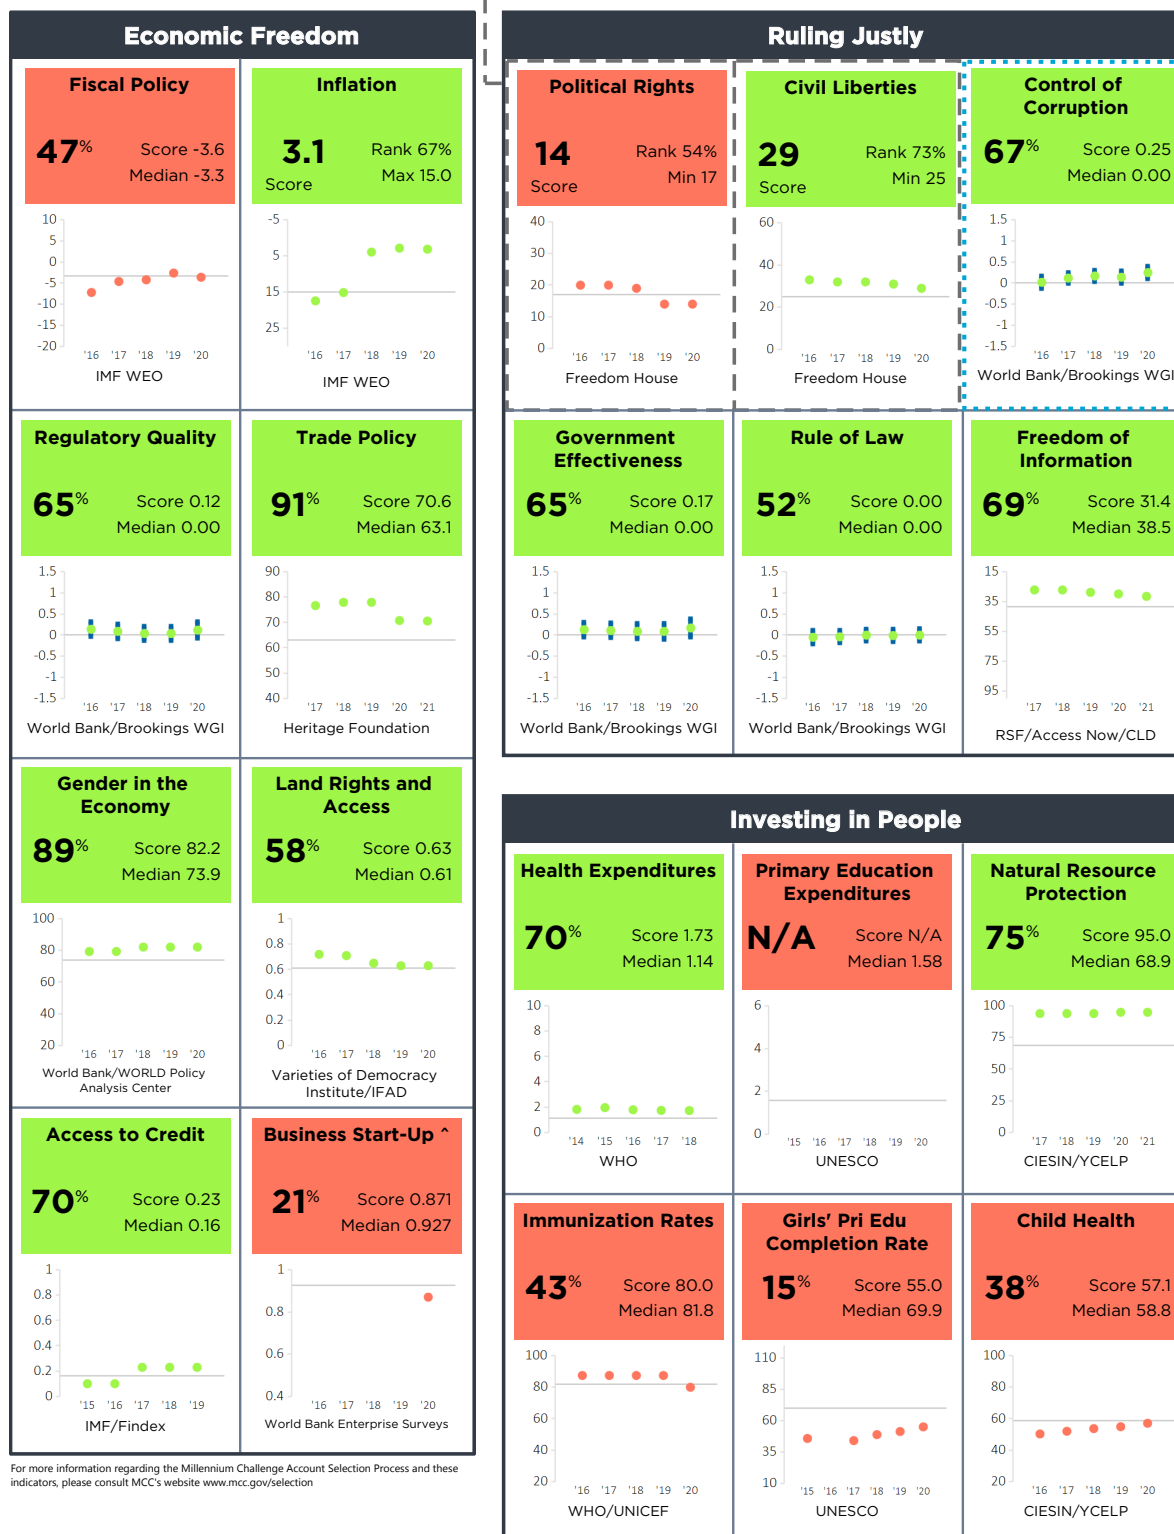 Economic Freedom
Fiscal Policy
47%
Score -3.6
Median -3.3
10
5
0
-5
-10
-15
-20
'16 '17 '18 '19 '20
IMF WEO
Inflation
3.1
Score
Rank 67%
Max 15.0
-5
5
15
25
'16 '17 '18 '19 '20
IMF WEO
Regulatory Quality
65%
Score 0.12
Median 0.00
1.5
1
0.5
0
-0.5
-1
-1.5
'16 '17 '18 '19 '20
World Bank/Brookings WGI
Trade Policy
91%
Score 70.6
Median 63.1
90
80
70
60
50
40
'17 '18 '19 '20 '21
Heritage Foundation
Gender in the
Economy
89%
Score 82.2
Median 73.9
100
80
60
40
20
'16 '17 '18 '19 '20
World Bank/WORLD Policy
Analysis Center
Land Rights and
Access
58%
Score 0.63
Median 0.61
1
0.8
0.6
0.4
0.2
0
'16 '17 '18 '19 '20
Varieties of Democracy
Institute/IFAD
Access to Credit
70%
Score 0.23
Median 0.16
1
0.8
0.6
0.4
0.2
0
'15 '16 '17 '18 '19
IMF/Findex
Business Start-Up ^
21%
Score 0.871
Median 0.927
1
0.8
0.6
0.4
'16 '17 '18 '19 '20
World Bank Enterprise Surveys
For more information regarding the Millennium Challenge Account Selection Process and these
indicators, please consult MCC's website www.mcc.gov/selection
Ruling Justly
Political Rights
14
Score
Rank 54%
Min 17
40
30
20
10
0
'16 '17 '18 '19 '20
Freedom House
Civil Liberties
29
Score
Rank 73%
Min 25
60
40
20
0
'16 '17 '18 '19 '20
Freedom House
Control of
Corruption
67%
Score 0.25
Median 0.00
1.5
1
0.5
0
-0.5
-1
-1.5
'16 '17 '18 '19 '20
World Bank/Brookings WGI
Government
Effectiveness
65%
Score 0.17
Median 0.00
1.5
1
0.5
0
-0.5
-1
-1.5
'16 '17 '18 '19 '20
World Bank/Brookings WGI
Rule of Law
52%
Score 0.00
Median 0.00
1.5
1
0.5
0
-0.5
-1
-1.5
'16 '17 '18 '19 '20
World Bank/Brookings WGI
Freedom of
Information
69%
Score 31.4
Median 38.5
15
35
55
75
95
'17 '18 '19 '20 '21
RSF/Access Now/CLD
Investing in People
Health Expenditures
70%
Score 1.73
Median 1.14
10
8
6
4
2
0
'14 '15 '16 '17 '18
WHO
Primary Education
Expenditures
N/A
Score N/A
Median 1.58
6
4
2
0
'15 '16 '17 '18 '19 '20
UNESCO
Natural Resource
Protection
75%
Score 95.0
Median 68.9
100
75
50
25
0
'17 '18 '19 '20 '21
CIESIN/YCELP
Immunization Rates
43%
Score 80.0
Median 81.8
100
80
60
40
20
'16 '17 '18 '19 '20
WHO/UNICEF
Girls' Pri Edu
Completion Rate
15%
Score 55.0
Median 69.9
110
85
60
35
10
'15 '16 '17 '18 '19 '20
UNESCO
Child Health
38%
Score 57.1
Median 58.8
100
80
60
40
20
'16 '17 '18 '19 '20
CIESIN/YCELP